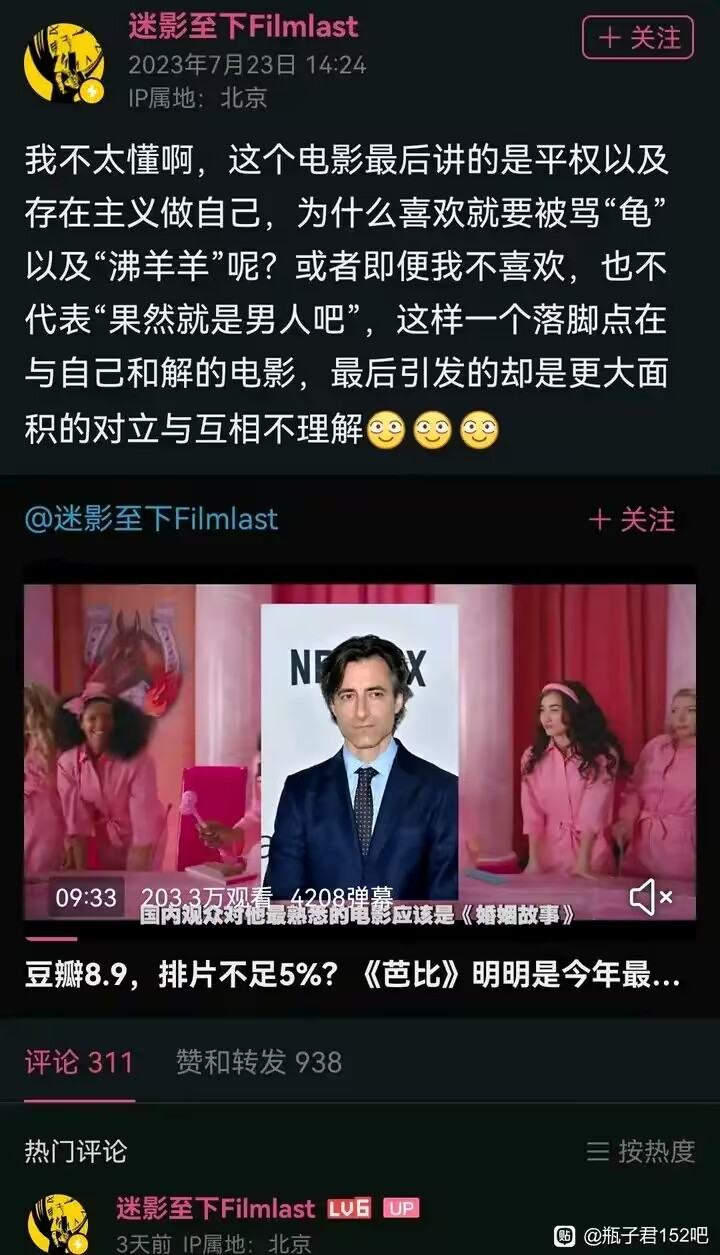 迷影至下Filmlast
+ 关注
2023年7月23日 14:24
IP属地：北京
我不太懂啊，这个电影最后讲的是平权以及
存在主义做自己，为什么喜欢就要被骂“龟”
以及“沸羊羊”呢？或者即便我不喜欢，也不
代表“果然就是男人吧”，这样一个落脚点在
与自己和解的电影，最后引发的却是更大面
积的对立与互相不理解
@迷影至下Filmlast
+ 关注
NE X
09:33 203.3万观看 4208弹幕
国内观众对他最熟悉的电影应该是《婚姻故事》
豆瓣8.9，排片不足5%？《芭比》明明是今年最...
评论 311 赞和转发 938
热门评论
按热度
迷影至下Filmlast LV6 UP
3天前 IP属地：北京
贴 @瓶子君152吧